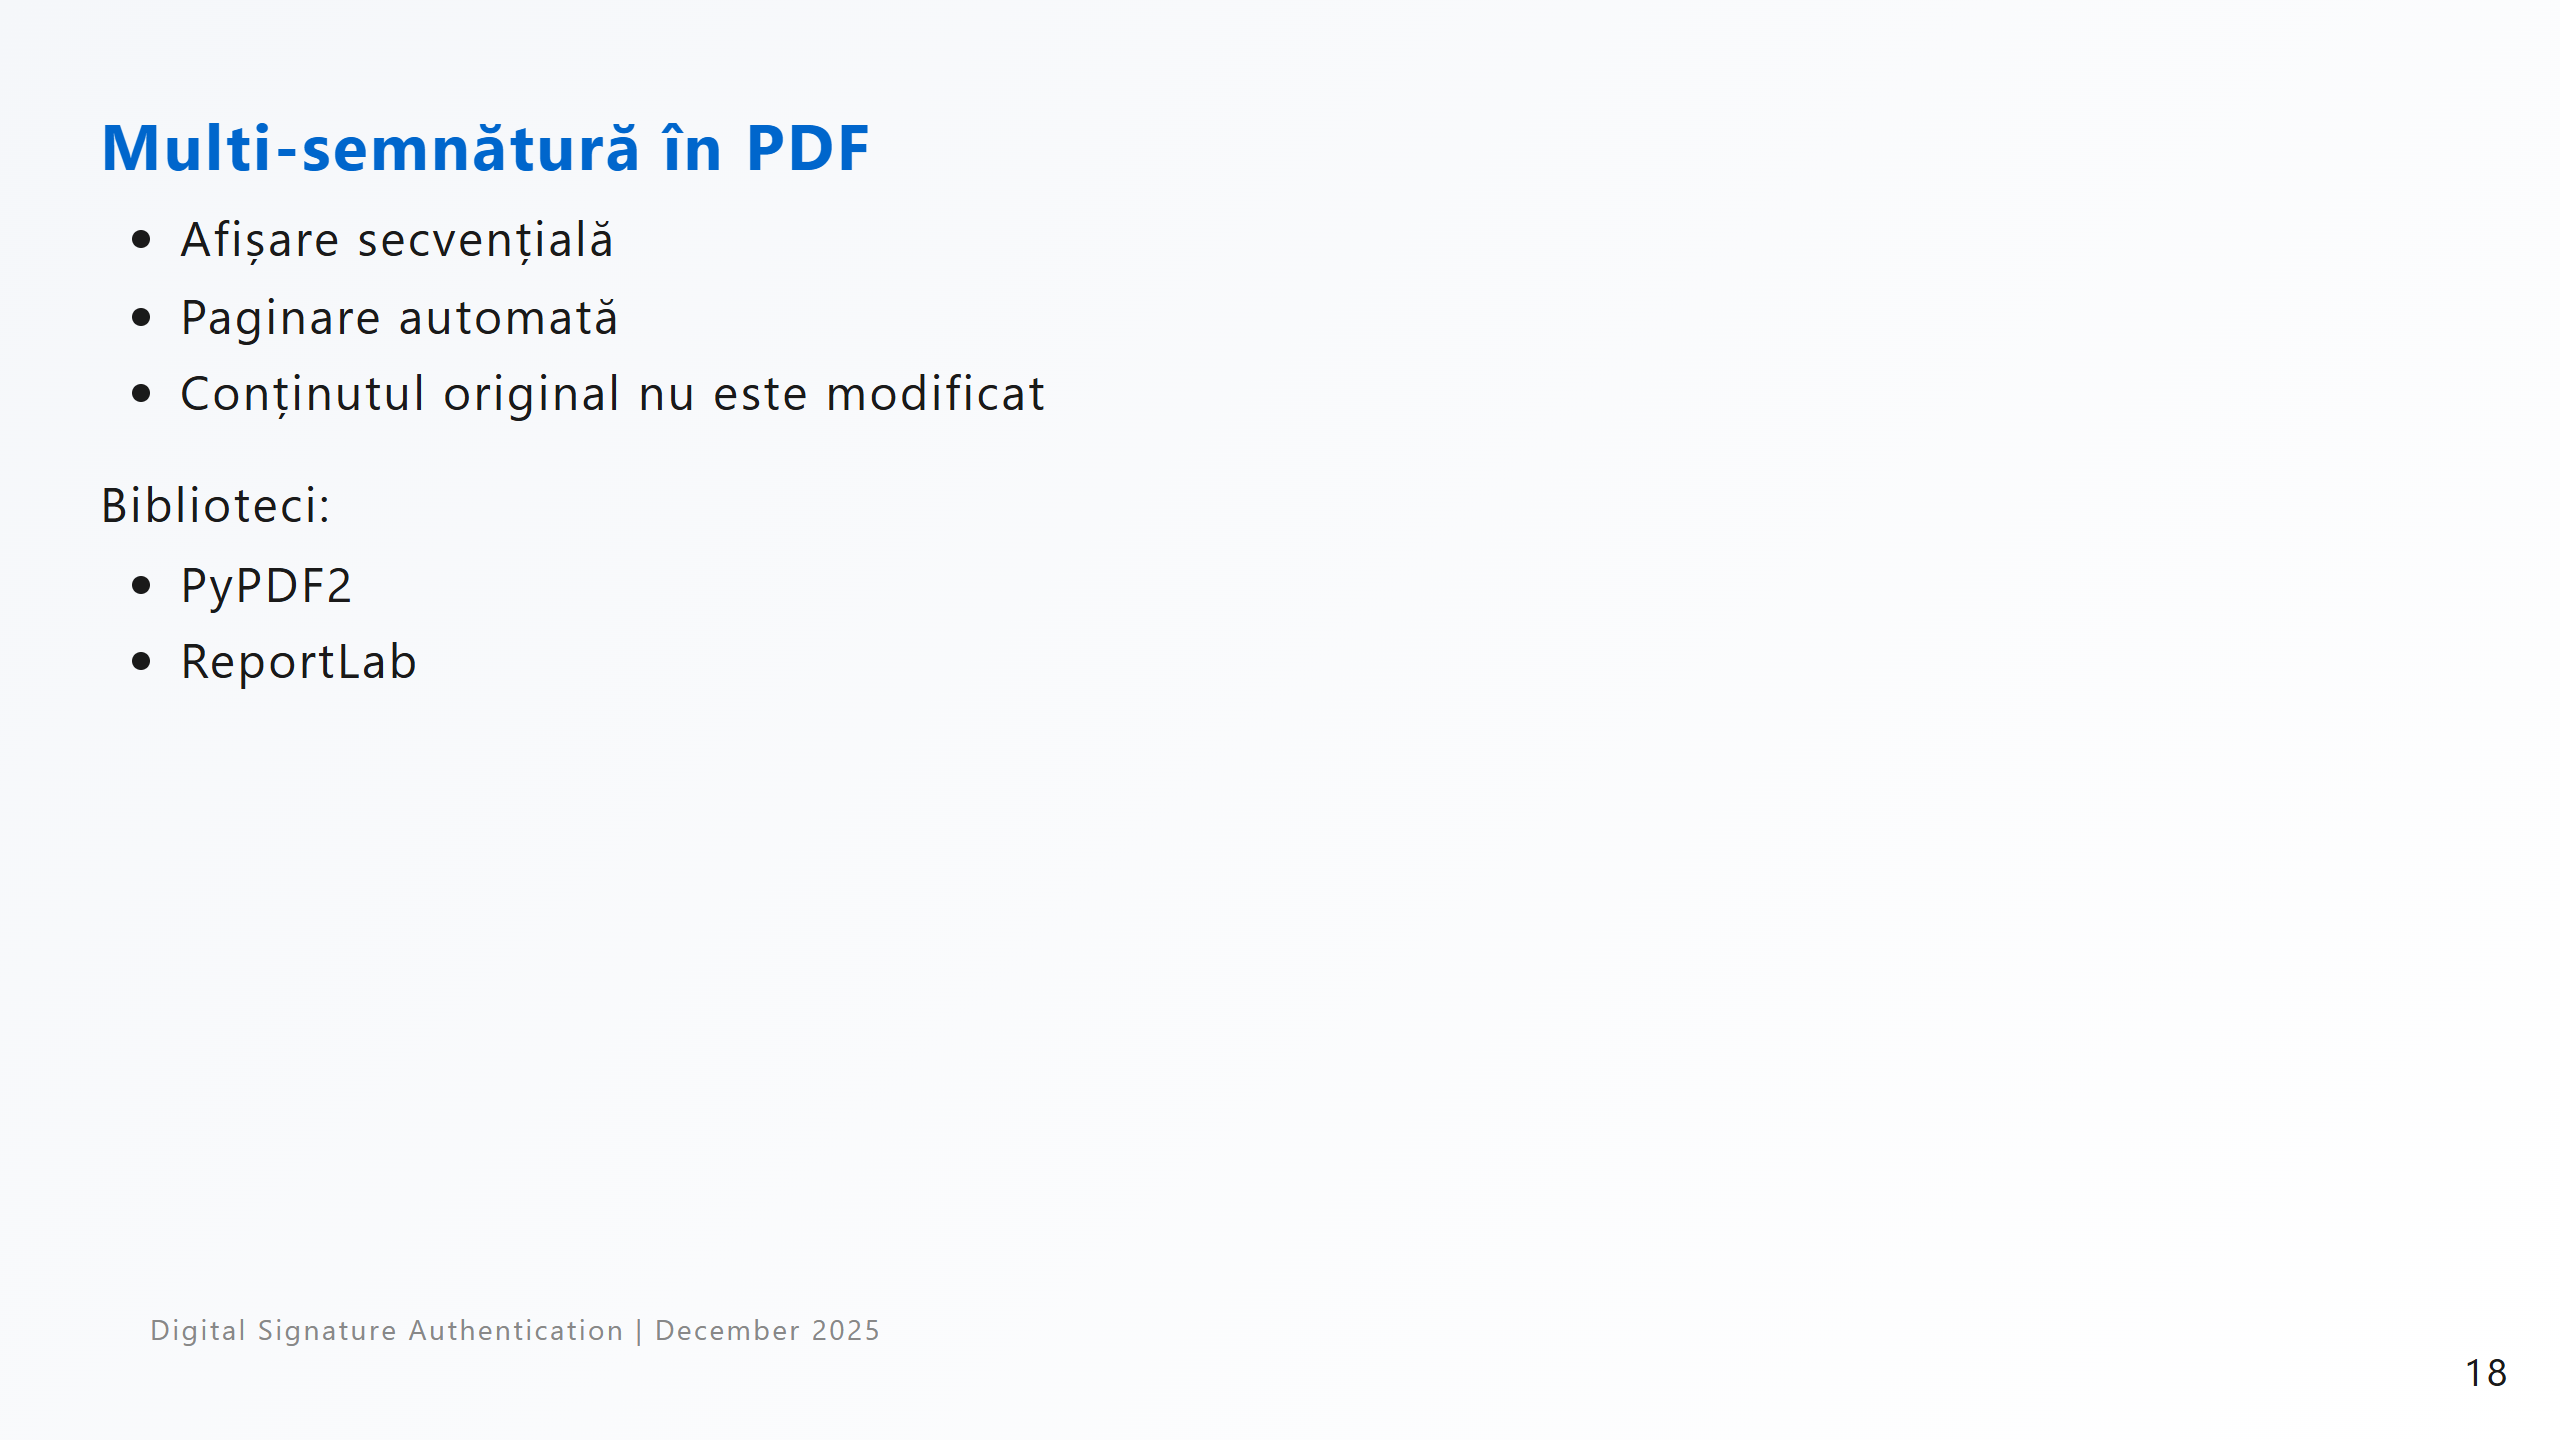 Multi-semnătură în PDF
Afișare secvențială
Paginare automată
Conținutul original nu este modificat
Biblioteci:
PyPDF2
ReportLab
Digital Signature Authentication | December 2025
18